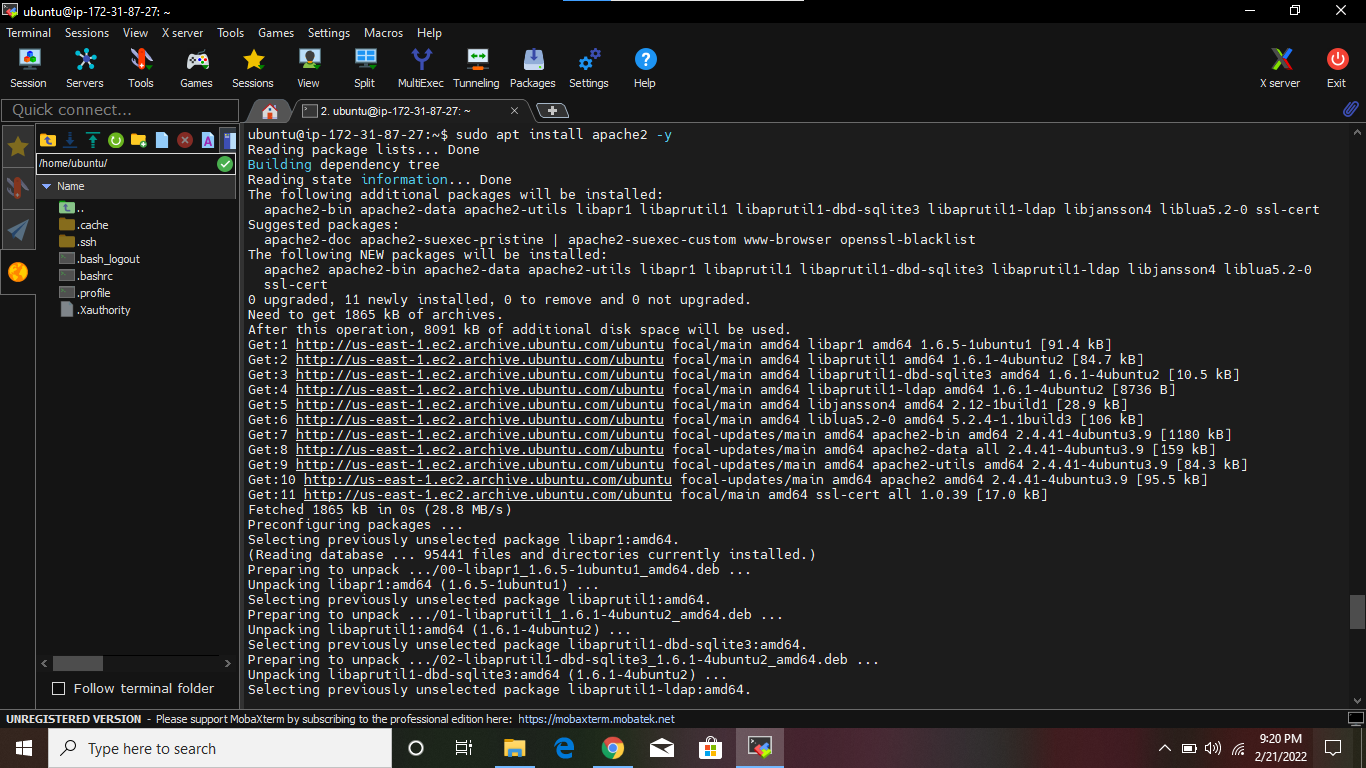 ubuntu@ip-172-31-87-27: ~
Terminal Sessions View X server Tools Games Settings Macros Help
Session Servers Tools Games Sessions View Split MultiExec Tunneling Packages Settings Help X server Exit
Quick connect...
2. ubuntu@ip-172-31-87-27: ~
/home/ubuntu/
Name
..
.cache
.ssh
.bash_logout
.bashrc
.profile
.Xauthority
Follow terminal folder
ubuntu@ip-172-31-87-27:~$ sudo apt install apache2 -y
Reading package lists... Done
Building dependency tree
Reading state information... Done
The following additional packages will be installed:
apache2-bin apache2-data apache2-utils libapr1 libaprutil1 libaprutil1-dbd-sqlite3 libaprutil1-ldap libjansson4 liblua5.2-0 ssl-cert
Suggested packages:
apache2-doc apache2-suexec-pristine | apache2-suexec-custom www-browser openssl-blacklist
The following NEW packages will be installed:
apache2 apache2-bin apache2-data apache2-utils libapr1 libaprutil1 libaprutil1-dbd-sqlite3 libaprutil1-ldap libjansson4 liblua5.2-0
ssl-cert
0 upgraded, 11 newly installed, 0 to remove and 0 not upgraded.
Need to get 1865 kB of archives.
After this operation, 8091 kB of additional disk space will be used.
Get:1 http://us-east-1.ec2.archive.ubuntu.com/ubuntu focal/main amd64 libapr1 amd64 1.6.5-1ubuntu1 [91.4 kB]
Get:2 http://us-east-1.ec2.archive.ubuntu.com/ubuntu focal/main amd64 libaprutil1 amd64 1.6.1-4ubuntu2 [84.7 kB]
Get:3 http://us-east-1.ec2.archive.ubuntu.com/ubuntu focal/main amd64 libaprutil1-dbd-sqlite3 amd64 1.6.1-4ubuntu2 [10.5 kB]
Get:4 http://us-east-1.ec2.archive.ubuntu.com/ubuntu focal/main amd64 libaprutil1-ldap amd64 1.6.1-4ubuntu2 [8736 B]
Get:5 http://us-east-1.ec2.archive.ubuntu.com/ubuntu focal/main amd64 libjansson4 amd64 2.12-1build1 [28.9 kB]
Get:6 http://us-east-1.ec2.archive.ubuntu.com/ubuntu focal/main amd64 liblua5.2-0 amd64 5.2.4-1.1build3 [106 kB]
Get:7 http://us-east-1.ec2.archive.ubuntu.com/ubuntu focal-updates/main amd64 apache2-bin amd64 2.4.41-4ubuntu3.9 [1180 kB]
Get:8 http://us-east-1.ec2.archive.ubuntu.com/ubuntu focal-updates/main amd64 apache2-data all 2.4.41-4ubuntu3.9 [159 kB]
Get:9 http://us-east-1.ec2.archive.ubuntu.com/ubuntu focal-updates/main amd64 apache2-utils amd64 2.4.41-4ubuntu3.9 [84.3 kB]
Get:10 http://us-east-1.ec2.archive.ubuntu.com/ubuntu focal-updates/main amd64 apache2 amd64 2.4.41-4ubuntu3.9 [95.5 kB]
Get:11 http://us-east-1.ec2.archive.ubuntu.com/ubuntu focal/main amd64 ssl-cert all 1.0.39 [17.0 kB]
Fetched 1865 kB in 0s (28.8 MB/s)
Preconfiguring packages ...
Selecting previously unselected package libapr1:amd64.
(Reading database ... 95441 files and directories currently installed.)
Preparing to unpack .../00-libapr1_1.6.5-1ubuntu1_amd64.deb ...
Unpacking libapr1:amd64 (1.6.5-1ubuntu1) ...
Selecting previously unselected package libaprutil1:amd64.
Preparing to unpack .../01-libaprutil1_1.6.1-4ubuntu2_amd64.deb ...
Unpacking libaprutil1:amd64 (1.6.1-4ubuntu2) ...
Selecting previously unselected package libaprutil1-dbd-sqlite3:amd64.
Preparing to unpack .../02-libaprutil1-dbd-sqlite3_1.6.1-4ubuntu2_amd64.deb ...
Unpacking libaprutil1-dbd-sqlite3:amd64 (1.6.1-4ubuntu2) ...
Selecting previously unselected package libaprutil1-ldap:amd64.
UNREGISTERED VERSION - Please support MobaXterm by subscribing to the professional edition here: https://mobaxterm.mobatek.net
Type here to search
9:20 PM
2/21/2022